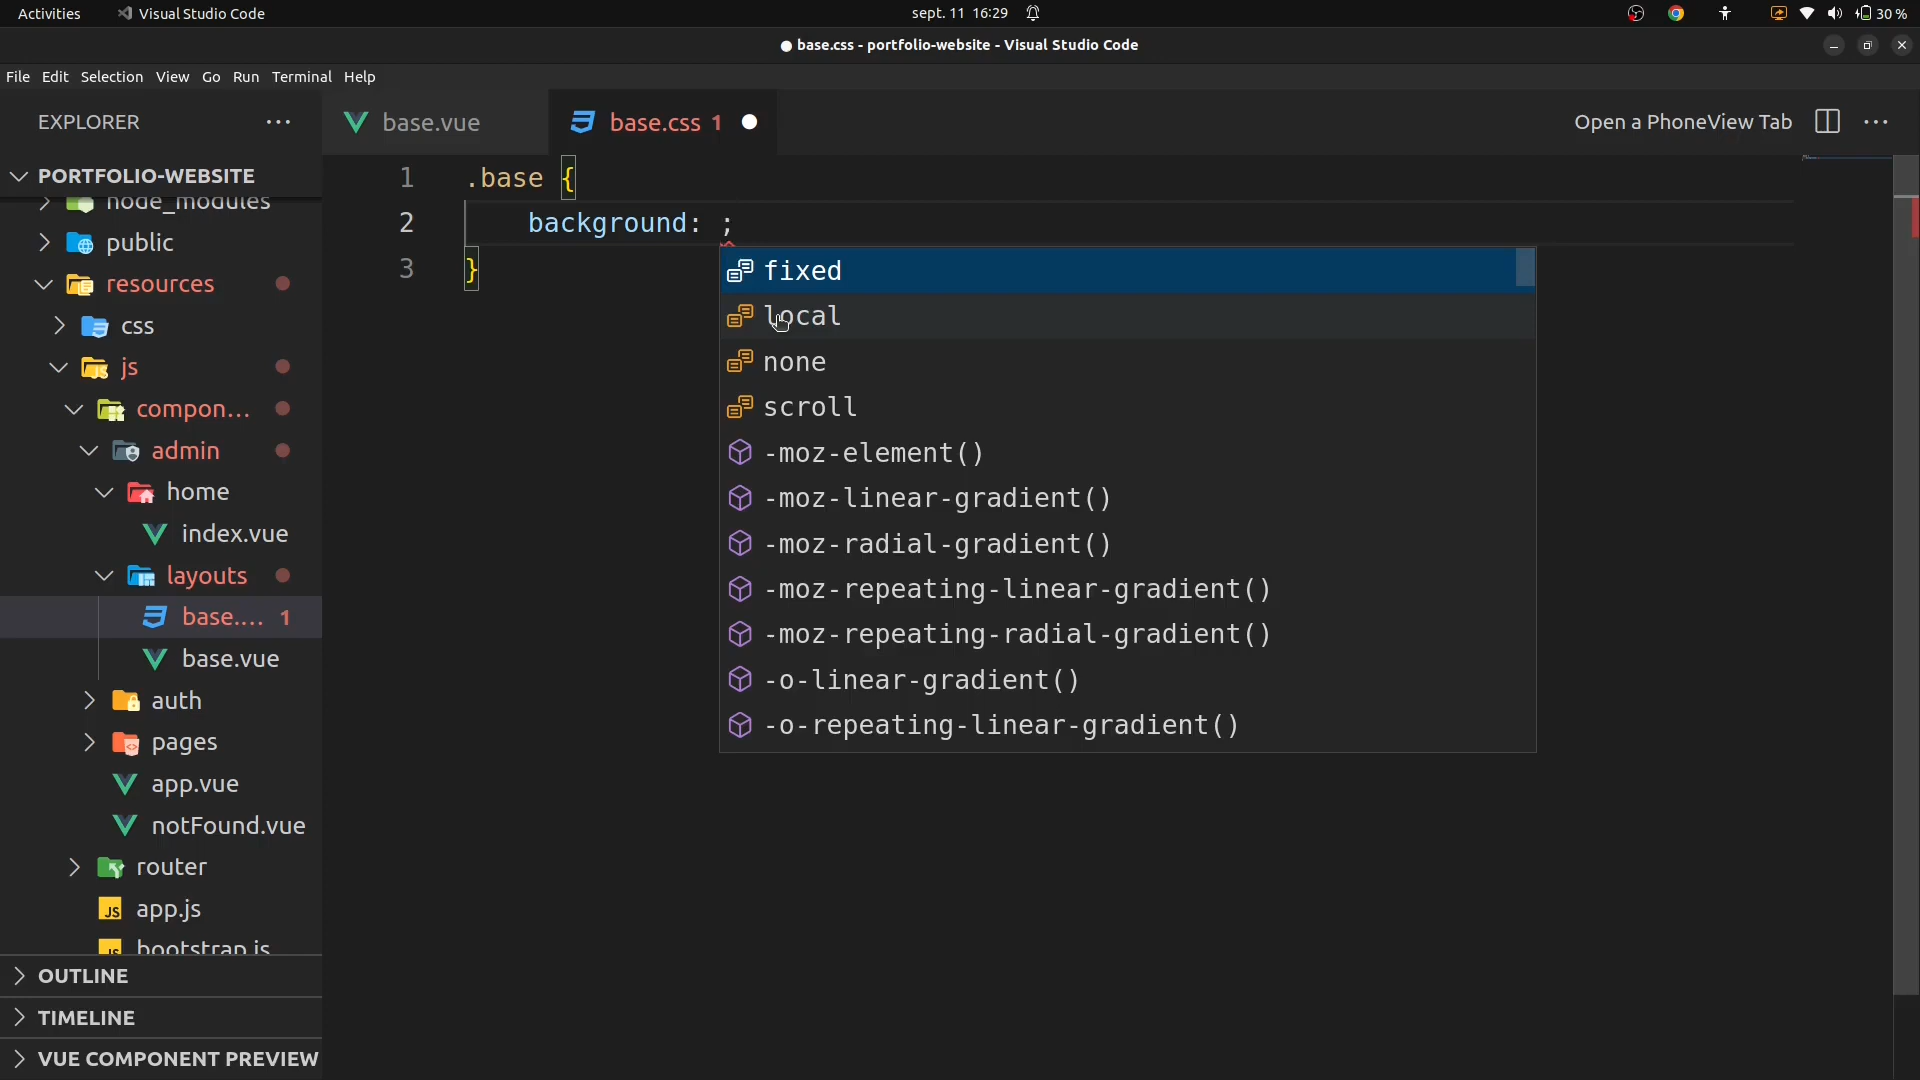 Activities Visual Studio Code sept. 11 16:29 30 %
base.css - portfolio-website - Visual Studio Code
File Edit Selection View Go Run Terminal Help
EXPLORER
base.vue
base.css 1
Open a PhoneView Tab
PORTFOLIO-WEBSITE
node_modules
public
resources
css
js
compon...
admin
home
index.vue
layouts
base.... 1
base.vue
auth
pages
app.vue
notFound.vue
router
JS app.js
JS bootstrap.js
OUTLINE
TIMELINE
VUE COMPONENT PREVIEW
1 .base {
2 background: ;
3 }
fixed
local
none
scroll
-moz-element()
-moz-linear-gradient()
-moz-radial-gradient()
-moz-repeating-linear-gradient()
-moz-repeating-radial-gradient()
-o-linear-gradient()
-o-repeating-linear-gradient()